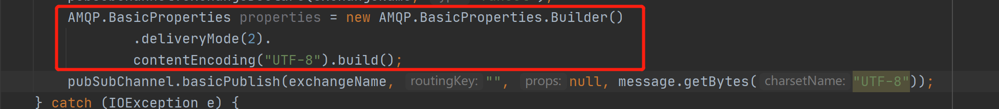 AMQP.BasicProperties properties = new AMQP.BasicProperties.Builder()
.deliveryMode(2).
contentEncoding("UTF-8").build();
pubSubChannel.basicPublish(exchangeName, routingKey: "", props: null, message.getBytes( charsetName: "UTF-8"));
} catch (IOException e) {